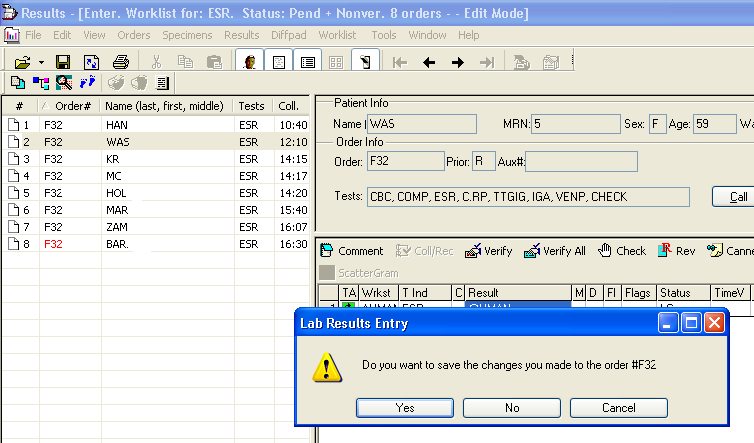 Results - [Enter. Worklist for: ESR. Status: Pend + Nonver. 8 orders - - Edit Mode]
File Edit View Orders Specimens Results Diffpad Worklist Tools Window Help
# Order# Name (last, first, middle) Tests Coll.
1 F32 HAN ESR 10:40
2 F32 WAS ESR 12:10
3 F32 KR ESR 14:15
4 F32 MC ESR 14:17
5 F32 HOL ESR 14:20
6 F32 MAR ESR 15:40
7 F32 ZAM ESR 16:07
8 F32 BAR. ESR 16:30
Patient Info
Name WAS MRN: 5 Sex: F Age: 59 Wa
Order Info
Order: F32 Prior: R Aux#:
Tests: CBC, COMP, ESR, C.RP, TTGIG, IGA, VENP, CHECK Call
Comment Coll/Rec Verify Verify All Check Rev Canne
ScatterGram
TA Wrkst T Ind C Result M D Fl Flags Status TimeV
Lab Results Entry
Do you want to save the changes you made to the order #F32
Yes No Cancel